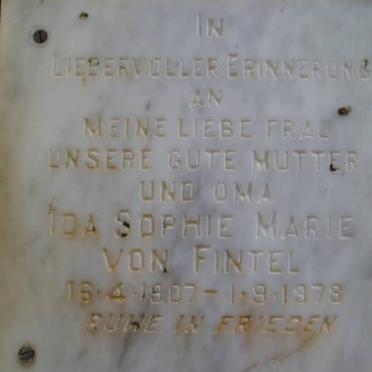 IN
LIEBERVOLLER ERINNERUNG
AN
MEINE LIEBE FRAU
UNSERE GUTE MUTTER
UND OMA
IDA SOPHIE MARIE
VON FINTEL
16·4·1907 - 1·9·1978
RUHE IN FRIEDEN